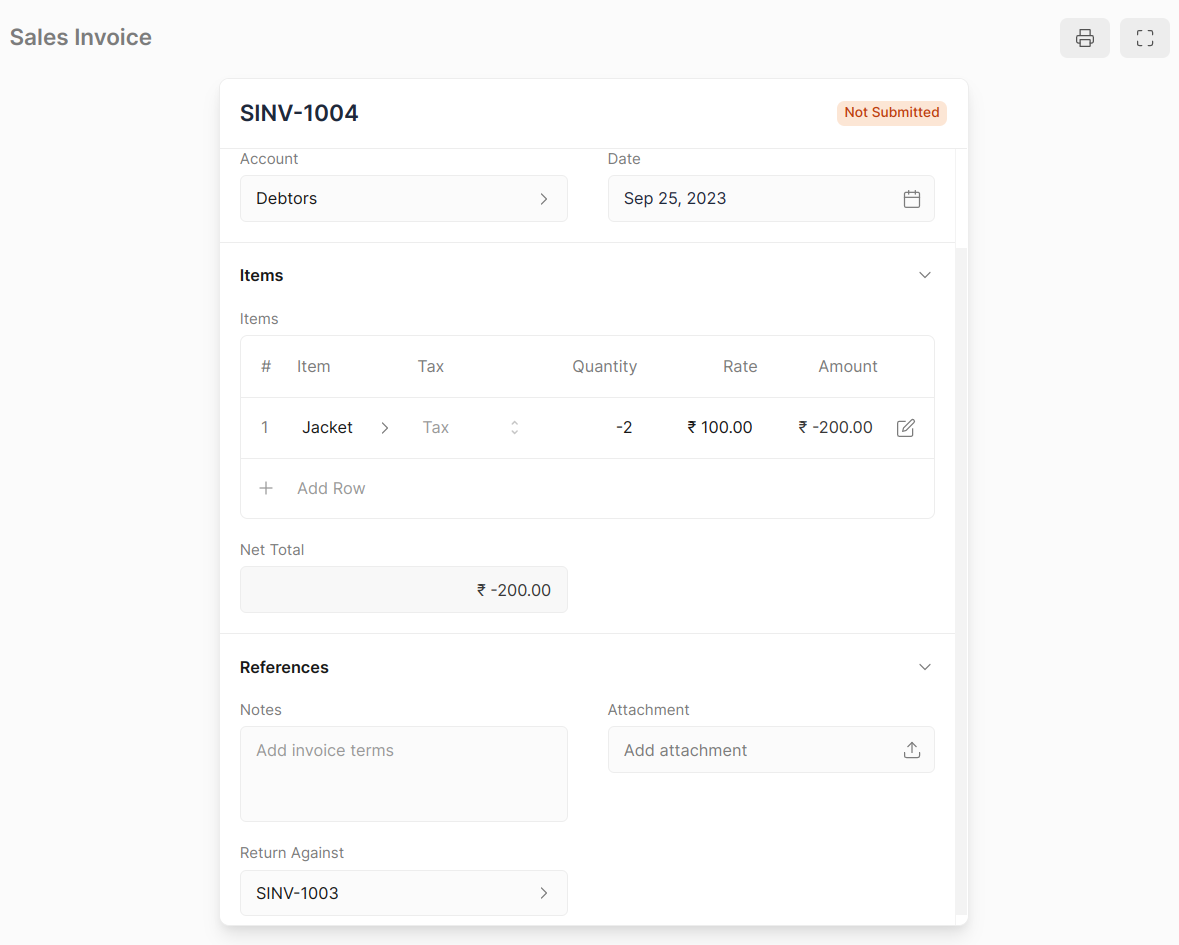 Sales Invoice
SINV-1004
Not Submitted
Account
Date
Debtors
Sep 25, 2023
Items
Items
# Item Tax Quantity Rate Amount
1 Jacket Tax -2 ₹ 100.00 ₹ -200.00
Add Row
Net Total
₹ -200.00
References
Notes
Attachment
Add invoice terms
Add attachment
Return Against
SINV-1003